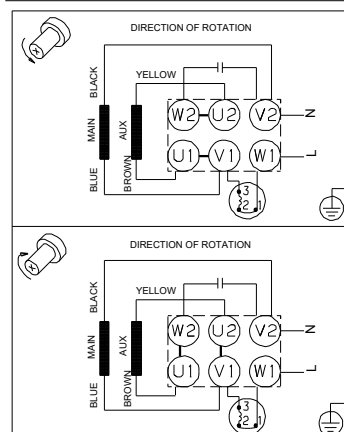 DIRECTION OF ROTATION
BLACK
YELLOW
MAIN
AUX
W2 U2 V2 N
U1 V1 W1 L
BLUE
BROWN
3
2 1
DIRECTION OF ROTATION
BLACK
YELLOW
MAIN
AUX
W2 U2 V2 N
U1 V1 W1 L
BLUE
BROWN
3
2 1